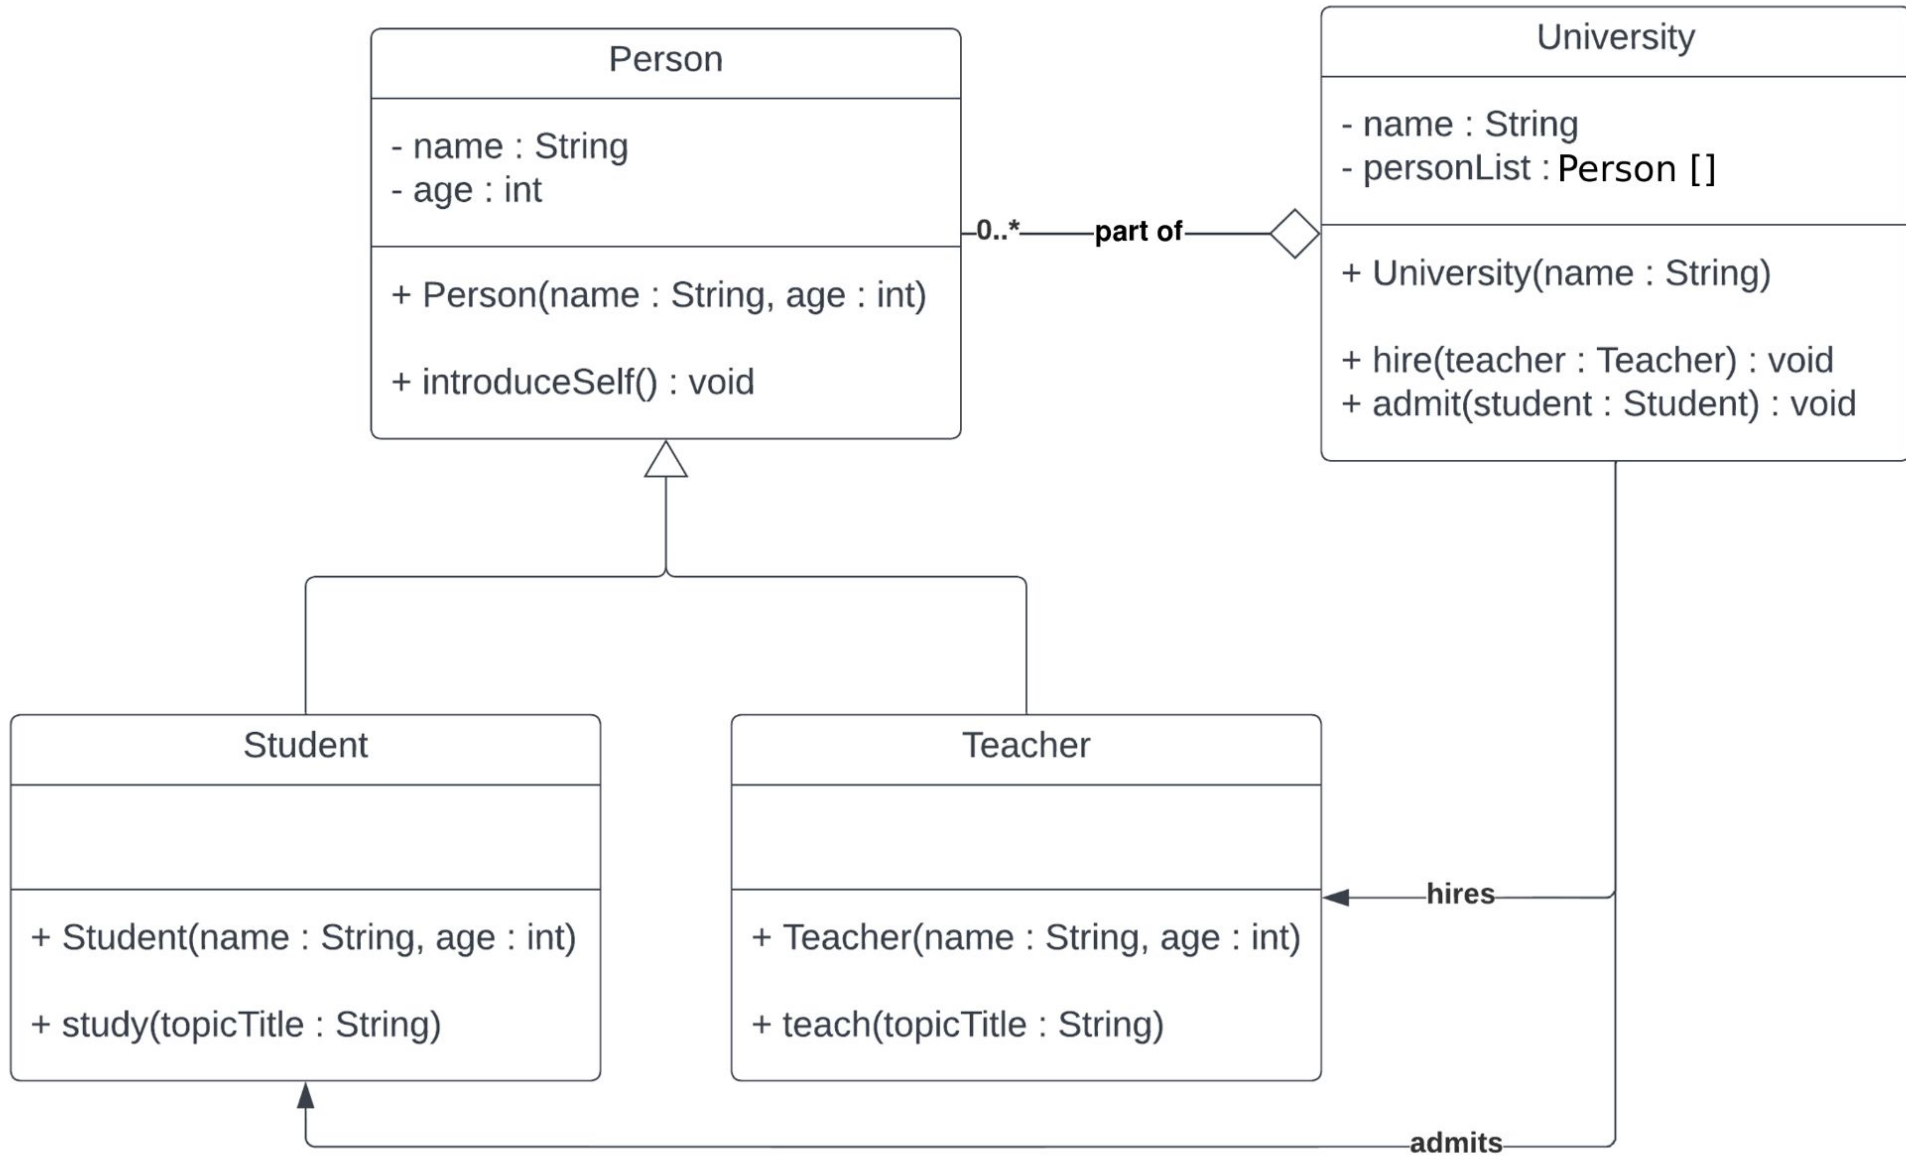 Person
- name : String
- age : int
+ Person(name : String, age : int)
+ introduceSelf() : void
0..*
part of
University
- name : String
- personList : Person []
+ University(name : String)
+ hire(teacher : Teacher) : void
+ admit(student : Student) : void
Student
+ Student(name : String, age : int)
+ study(topicTitle : String)
Teacher
+ Teacher(name : String, age : int)
+ teach(topicTitle : String)
hires
admits